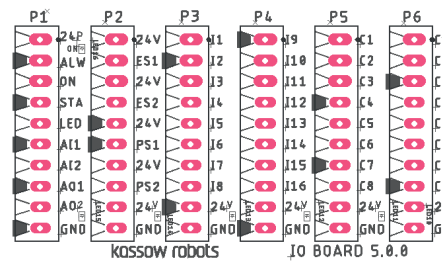 P1 P2 P3 P4 P5 P6
24P 24V I1 I9 C1 C
ON
ALW ES1 I2 I10 C2 C
ON 24V I3 I11 C3 C
STA ES2 I4 I12 C4 C
LED 24V I5 I13 C5 C
AI1 PS1 I6 I14 C6 C
AI2 24V I7 I15 C7 C
AO1 PS2 I8 I16 C8 C
AO2 24V 24V 24V 24V 24V
GND GND GND GND GND GND
kassow robots IO BOARD 5.0.0